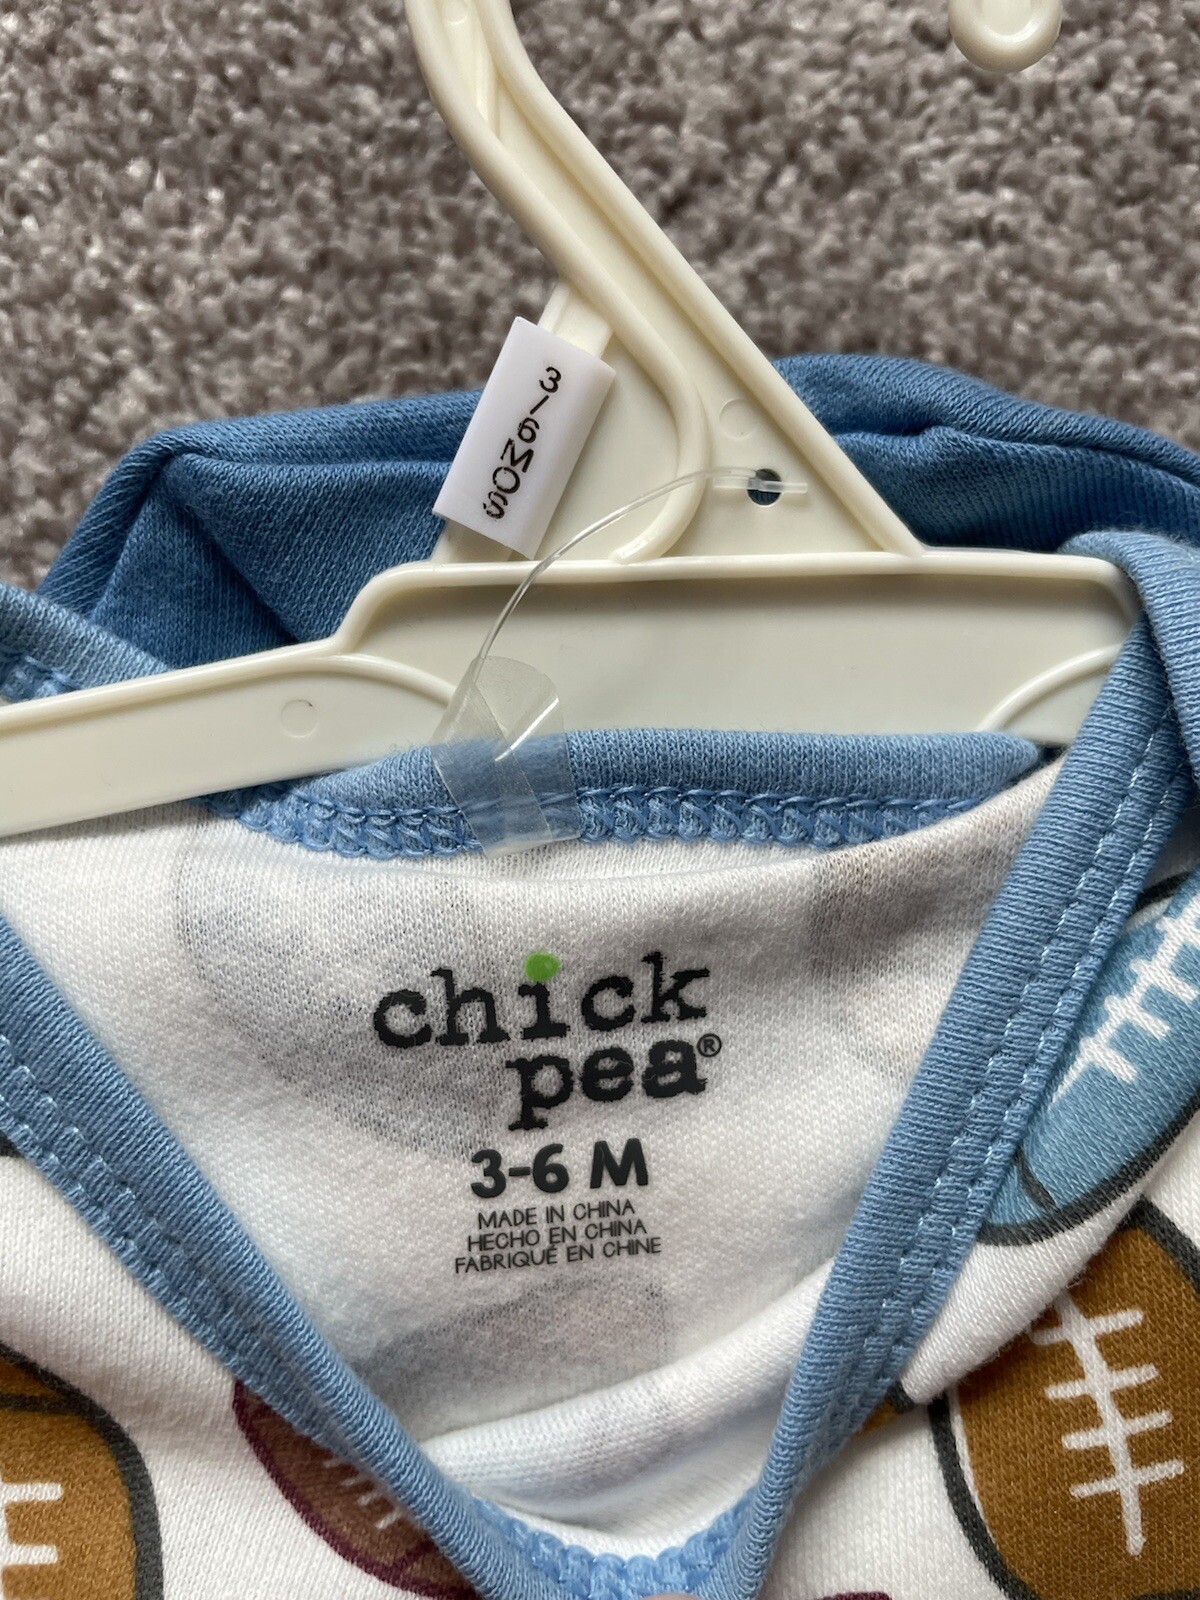 3/6MOS
chick
pea®
3-6 M
MADE IN CHINA
HECHO EN CHINA
FABRIQUÉ EN CHINE